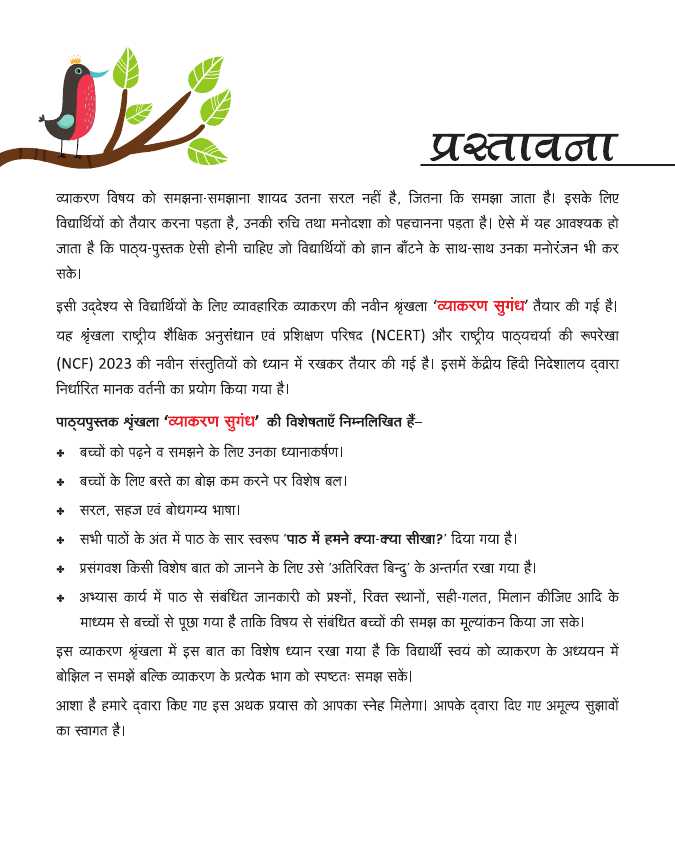 प्रस्तावना
व्याकरण विषय को समझना-समझाना शायद उतना सरल नहीं है, जितना कि समझा जाता है। इसके लिए
विद्यार्थियों को तैयार करना पड़ता है, उनकी रुचि तथा मनोदशा को पहचानना पड़ता है। ऐसे में यह आवश्यक हो
जाता है कि पाठ्य-पुस्तक ऐसी होनी चाहिए जो विद्यार्थियों को ज्ञान बाँटने के साथ-साथ उनका मनोरंजन भी कर
सके।
इसी उद्देश्य से विद्यार्थियों के लिए व्यावहारिक व्याकरण की नवीन श्रृंखला ‘व्याकरण सुगंध’ तैयार की गई है।
यह श्रृंखला राष्ट्रीय शैक्षिक अनुसंधान एवं प्रशिक्षण परिषद (NCERT) और राष्ट्रीय पाठ्यचर्या की रूपरेखा
(NCF) 2023 की नवीन संस्तुतियों को ध्यान में रखकर तैयार की गई है। इसमें केंद्रीय हिंदी निदेशालय द्वारा
निर्धारित मानक वर्तनी का प्रयोग किया गया है।
पाठ्यपुस्तक शृंखला ‘व्याकरण सुगंध’ की विशेषताएँ निम्नलिखित हैं–
✤ बच्चों को पढ़ने व समझने के लिए उनका ध्यानाकर्षण।
✤ बच्चों के लिए बस्ते का बोझ कम करने पर विशेष बल।
✤ सरल, सहज एवं बोधगम्य भाषा।
✤ सभी पाठों के अंत में पाठ के सार स्वरूप ‘पाठ में हमने क्या-क्या सीखा?’ दिया गया है।
✤ प्रसंगवश किसी विशेष बात को जानने के लिए उसे ‘अतिरिक्त बिन्दु’ के अन्तर्गत रखा गया है।
✤ अभ्यास कार्य में पाठ से संबंधित जानकारी को प्रश्नों, रिक्त स्थानों, सही-गलत, मिलान कीजिए आदि के
माध्यम से बच्चों से पूछा गया है ताकि विषय से संबंधित बच्चों की समझ का मूल्यांकन किया जा सके।
इस व्याकरण श्रृंखला में इस बात का विशेष ध्यान रखा गया है कि विद्यार्थी स्वयं को व्याकरण के अध्ययन में
बोझिल न समझें बल्कि व्याकरण के प्रत्येक भाग को स्पष्टतः समझ सकें।
आशा है हमारे द्वारा किए गए इस अथक प्रयास को आपका स्नेह मिलेगा। आपके द्वारा दिए गए अमूल्य सुझावों
का स्वागत है।